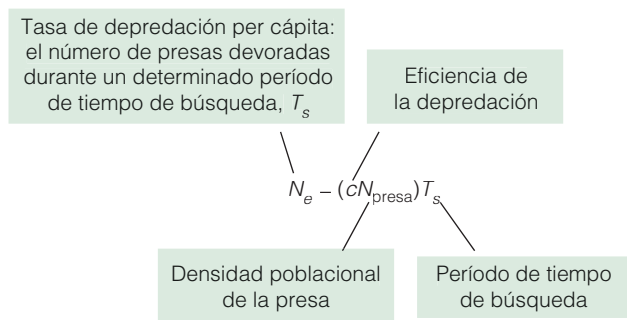 Tasa de depredación per cápita:
el número de presas devoradas
durante un determinado período
de tiempo de búsqueda, Tₛ
Eficiencia de
la depredación
Nₑ – (cN_presa)Tₛ
Densidad poblacional
de la presa
Período de tiempo
de búsqueda